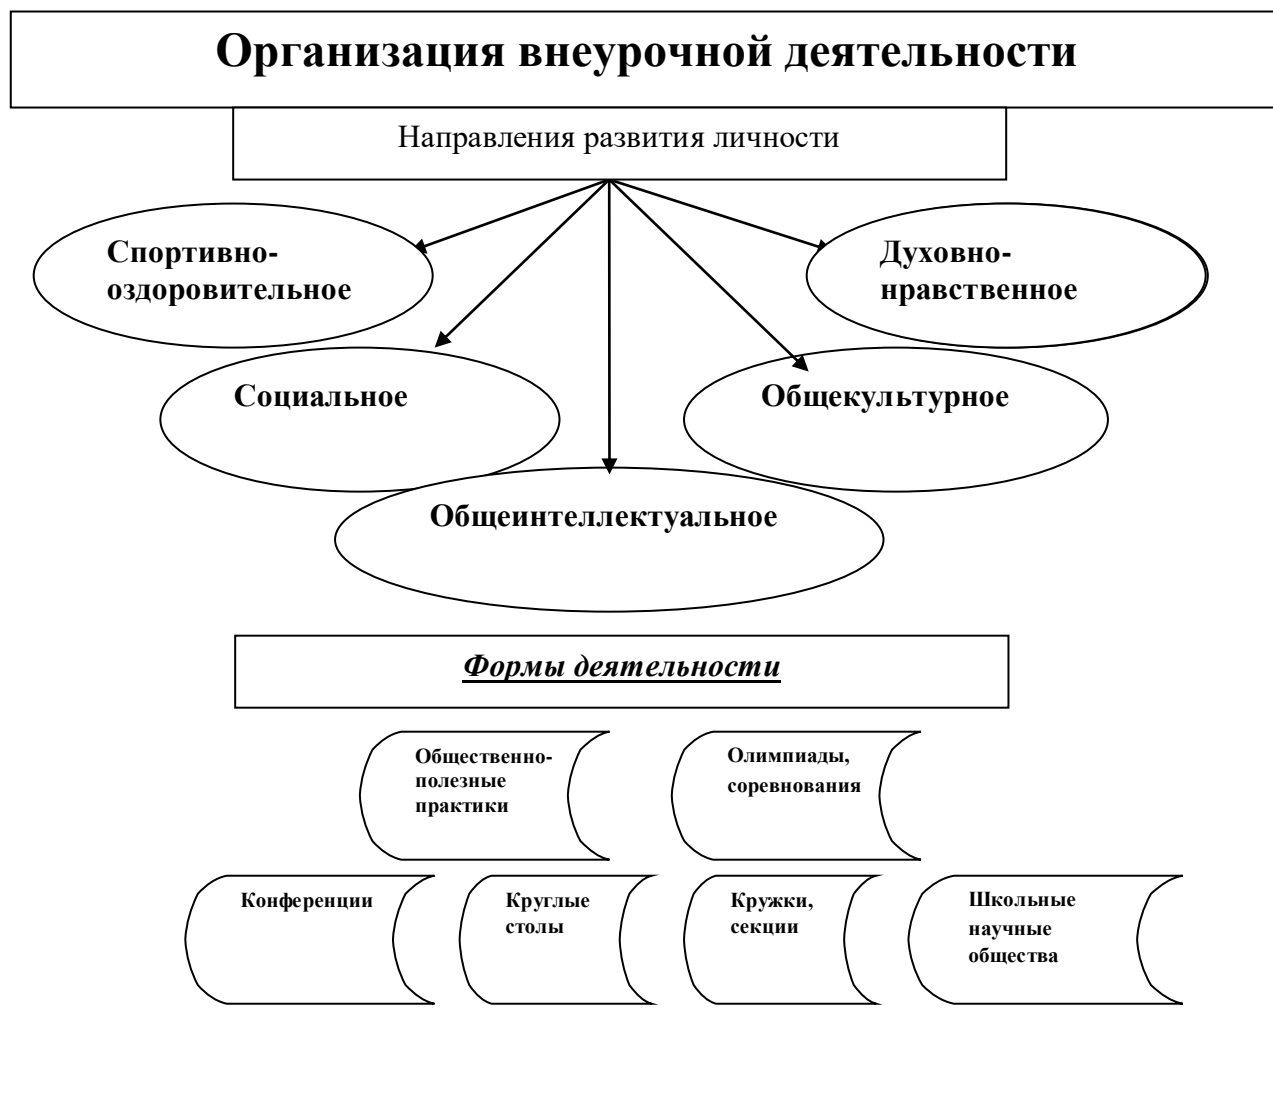 Организация внеурочной деятельности
Направления развития личности
Спортивно-
оздоровительное
Духовно-
нравственное
Социальное
Общекультурное
Общеинтеллектуальное
Формы деятельности
Общественно-
полезные
практики
Олимпиады,
соревнования
Конференции
Круглые
столы
Кружки,
секции
Школьные
научные
общества